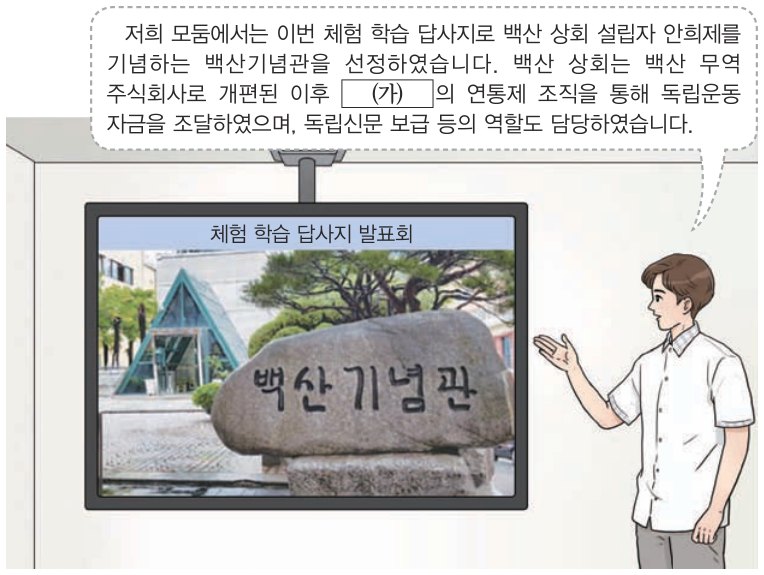 저희 모둠에서는 이번 체험 학습 답사지로 백산 상회 설립자 안희제를
기념하는 백산기념관을 선정하였습니다. 백산 상회는 백산 무역
주식회사로 개편된 이후 (가) 의 연통제 조직을 통해 독립운동
자금을 조달하였으며, 독립신문 보급 등의 역할도 담당하였습니다.
체험 학습 답사지 발표회
백산기념관